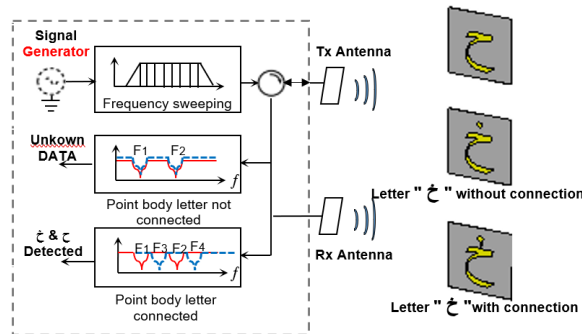 Signal
Generator
Frequency sweeping
Tx Antenna
Unkown
DATA
F1 F2
f
Point body letter not
connected
ح & خ
Detected
F1 F3 F2 F4
f
Point body letter
connected
Rx Antenna
ح
خ
Letter " خ " without connection
خ
Letter " خ "with connection